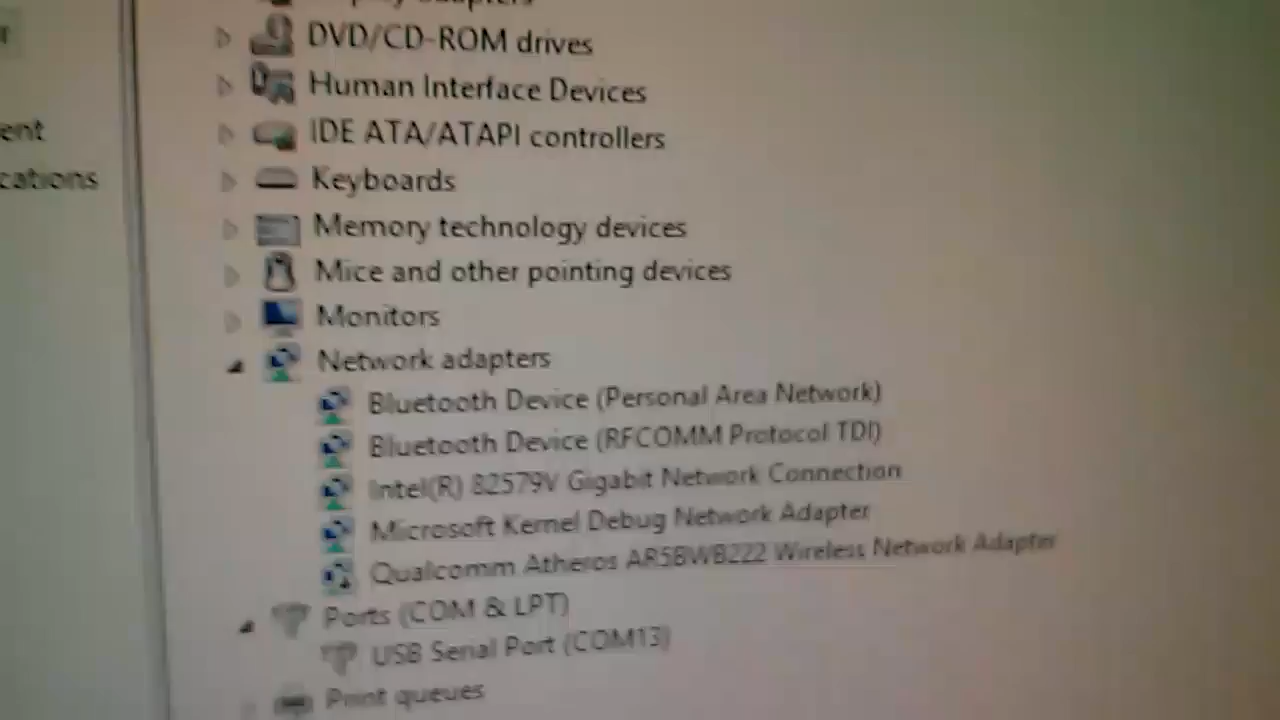 DVD/CD-ROM drives
Human Interface Devices
ent
IDE ATA/ATAPI controllers
cations
Keyboards
Memory technology devices
Mice and other pointing devices
Monitors
Network adapters
Bluetooth Device (Personal Area Network)
Bluetooth Device (RFCOMM Protocol TDI)
Intel(R) 82579V Gigabit Network Connection
Microsoft Kernel Debug Network Adapter
Qualcomm Atheros AR5BWB222 Wireless Network Adapter
Ports (COM & LPT)
USB Serial Port (COM13)
Print queues